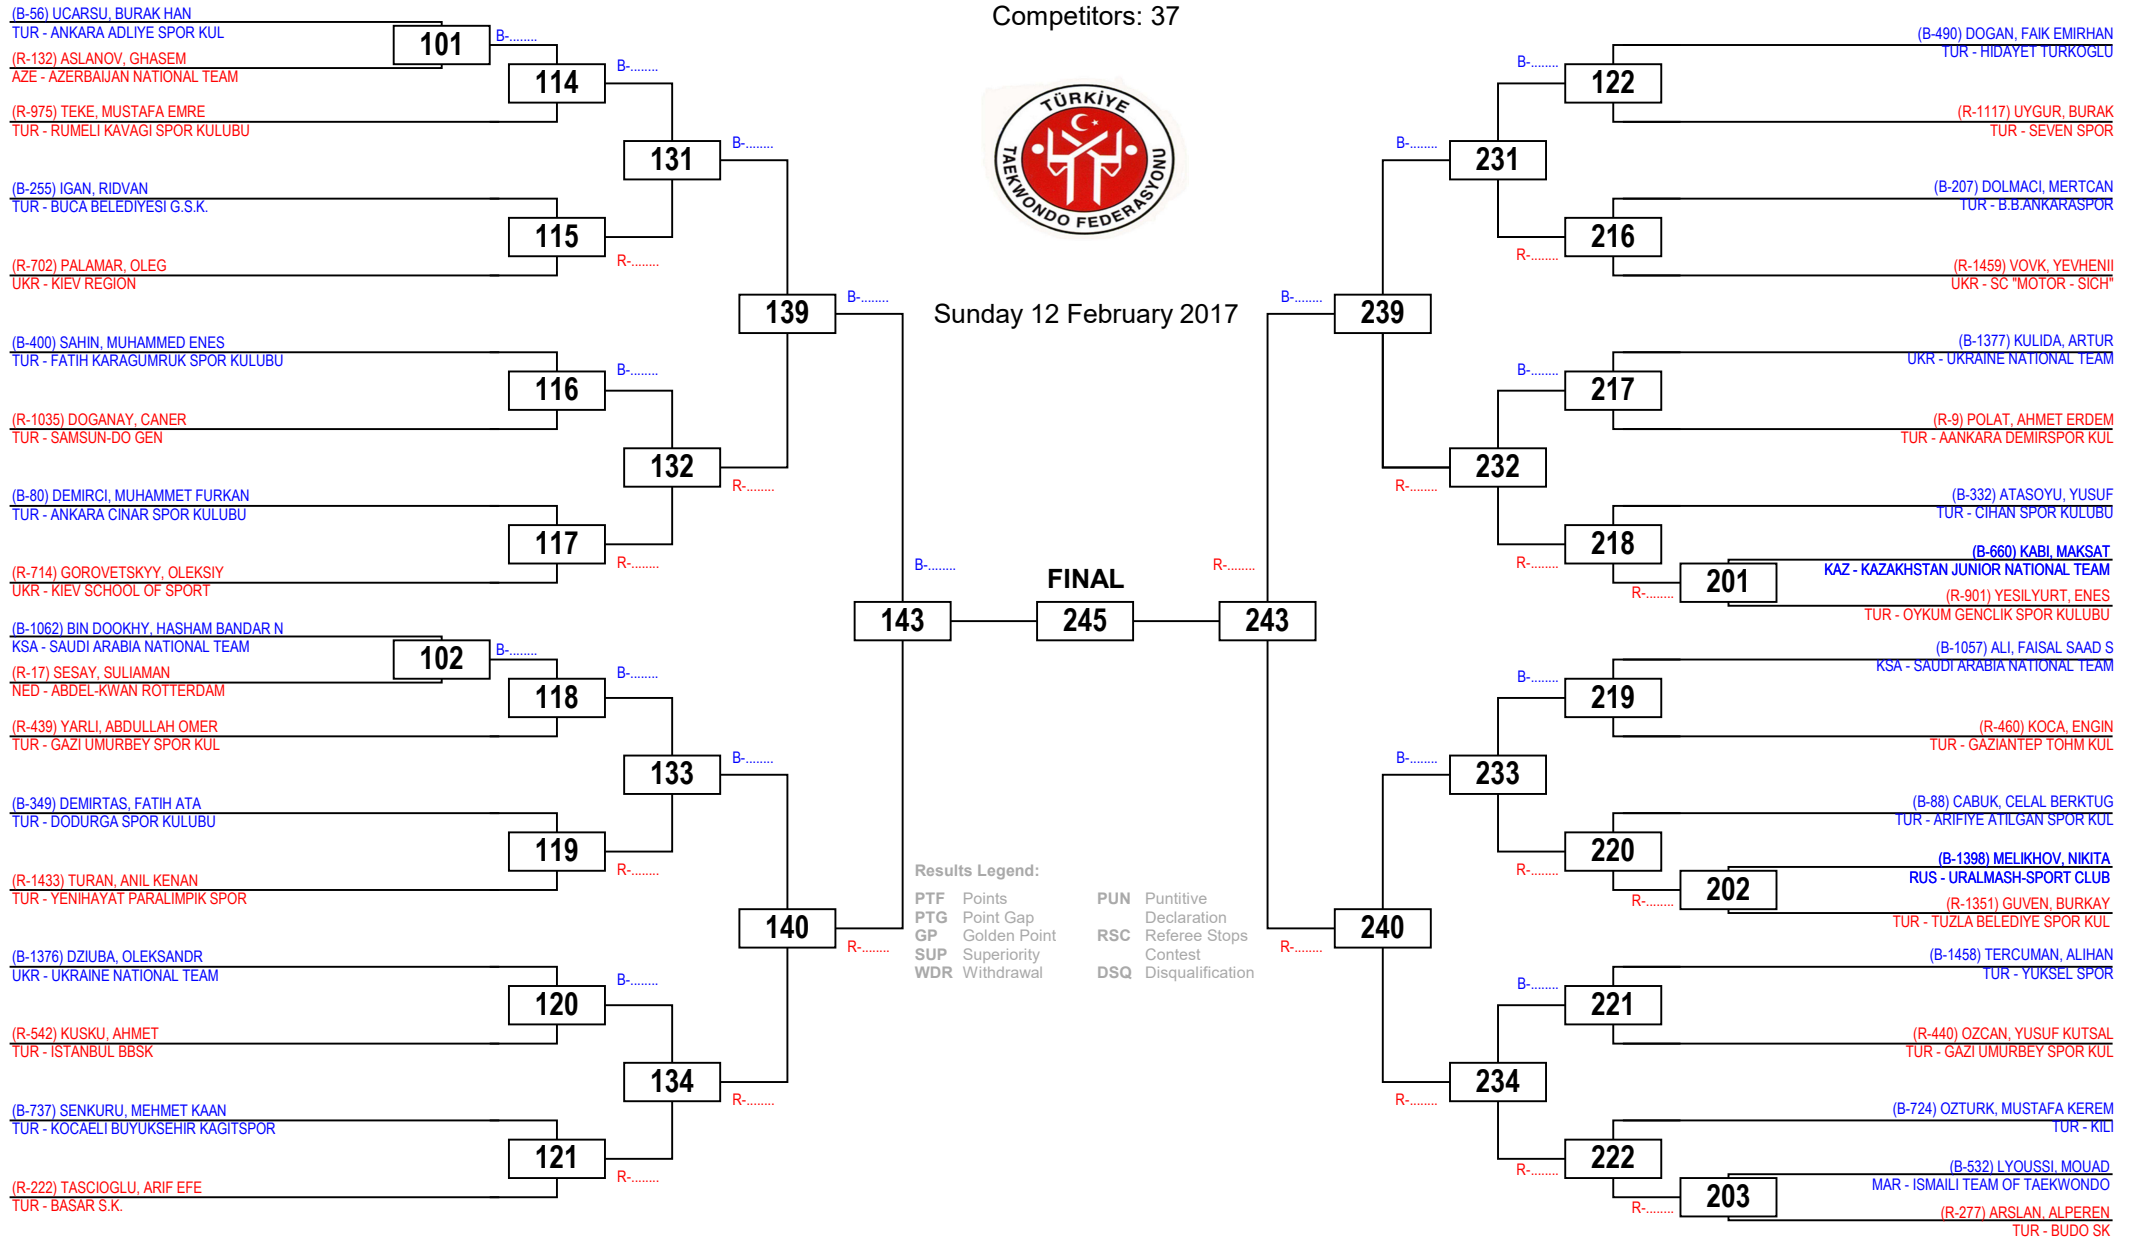 Competitors: 37
TÜRKİYE
TAEKWONDO FEDERASYONU
Sunday 12 February 2017
(B-56) UCARSU, BURAK HAN
TUR - ANKARA ADLIYE SPOR KUL
101
B-........
(R-132) ASLANOV, GHASEM
AZE - AZERBAIJAN NATIONAL TEAM
114
B-........
(R-975) TEKE, MUSTAFA EMRE
TUR - RUMELI KAVAGI SPOR KULUBU
131
B-........
(B-255) IGAN, RIDVAN
TUR - BUCA BELEDIYESI G.S.K.
115
R-........
(R-702) PALAMAR, OLEG
UKR - KIEV REGION
139
B-........
(B-400) SAHIN, MUHAMMED ENES
TUR - FATIH KARAGUMRUK SPOR KULUBU
116
B-........
(R-1035) DOGANAY, CANER
TUR - SAMSUN-DO GEN
132
R-........
(B-80) DEMIRCI, MUHAMMET FURKAN
TUR - ANKARA CINAR SPOR KULUBU
117
R-........
(R-714) GOROVETSKYY, OLEKSIY
UKR - KIEV SCHOOL OF SPORT
143
B-........
(B-1062) BIN DOOKHY, HASHAM BANDAR N
KSA - SAUDI ARABIA NATIONAL TEAM
102
B-........
(R-17) SESAY, SULIAMAN
NED - ABDEL-KWAN ROTTERDAM
118
B-........
(R-439) YARLI, ABDULLAH OMER
TUR - GAZI UMURBEY SPOR KUL
133
B-........
(B-349) DEMIRTAS, FATIH ATA
TUR - DODURGA SPOR KULUBU
119
R-........
(R-1433) TURAN, ANIL KENAN
TUR - YENIHAYAT PARALIMPIK SPOR
140
R-........
(B-1376) DZIUBA, OLEKSANDR
UKR - UKRAINE NATIONAL TEAM
120
B-........
(R-542) KUSKU, AHMET
TUR - ISTANBUL BBSK
134
R-........
(B-737) SENKURU, MEHMET KAAN
TUR - KOCAELI BUYUKSEHIR KAGITSPOR
121
R-........
(R-222) TASCIOGLU, ARIF EFE
TUR - BASAR S.K.
FINAL
245
Results Legend:
PTF Points
PTG Point Gap
GP Golden Point
SUP Superiority
WDR Withdrawal
PUN Puntitive
Declaration
RSC Referee Stops
Contest
DSQ Disqualification
(B-490) DOGAN, FAIK EMIRHAN
TUR - HIDAYET TURKOGLU
B-........
122
(R-1117) UYGUR, BURAK
TUR - SEVEN SPOR
B-........
231
(B-207) DOLMACI, MERTCAN
TUR - B.B.ANKARASPOR
R-........
216
(R-1459) VOVK, YEVHENII
UKR - SC "MOTOR - SICH"
B-........
239
(B-1377) KULIDA, ARTUR
UKR - UKRAINE NATIONAL TEAM
B-........
217
(R-9) POLAT, AHMET ERDEM
TUR - AANKARA DEMIRSPOR KUL
R-........
232
(B-332) ATASOYU, YUSUF
TUR - CIHAN SPOR KULUBU
R-........
218
(B-660) KABI, MAKSAT
KAZ - KAZAKHSTAN JUNIOR NATIONAL TEAM
R-........
201
(R-901) YESILYURT, ENES
TUR - OYKUM GENCLIK SPOR KULUBU
R-........
243
(B-1057) ALI, FAISAL SAAD S
KSA - SAUDI ARABIA NATIONAL TEAM
B-........
219
(R-460) KOCA, ENGIN
TUR - GAZIANTEP TOHM KUL
B-........
233
(B-88) CABUK, CELAL BERKTUG
TUR - ARIFIYE ATILGAN SPOR KUL
R-........
220
(B-1398) MELIKHOV, NIKITA
RUS - URALMASH-SPORT CLUB
R-........
202
(R-1351) GUVEN, BURKAY
TUR - TUZLA BELEDIYE SPOR KUL
R-........
240
(B-1458) TERCUMAN, ALIHAN
TUR - YUKSEL SPOR
B-........
221
(R-440) OZCAN, YUSUF KUTSAL
TUR - GAZI UMURBEY SPOR KUL
R-........
234
(B-724) OZTURK, MUSTAFA KEREM
TUR - KILI
R-........
222
(B-532) LYOUSSI, MOUAD
MAR - ISMAILI TEAM OF TAEKWONDO
R-........
203
(R-277) ARSLAN, ALPEREN
TUR - BUDO SK